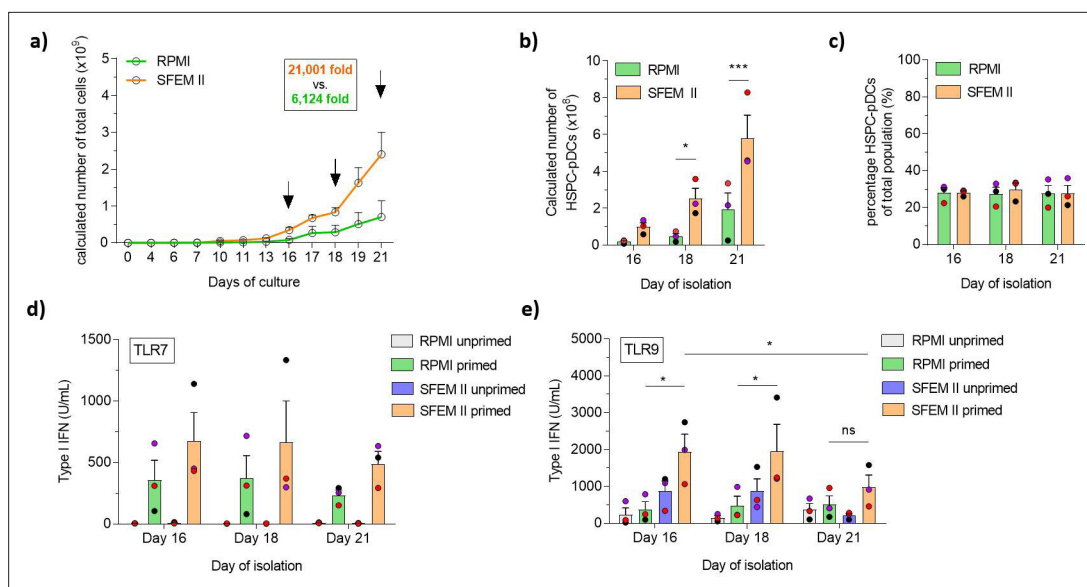 a)
calculated number of total cells (x10⁹)
RPMI
SFEM II
21,001 fold
vs.
6,124 fold
5
4
3
2
1
0
0 4 6 7 10 11 13 16 17 18 19 21
Days of culture
b)
Calculated number of
HSPC-pDCs (x10⁸)
RPMI
SFEM II
*
***
10
8
6
4
2
0
16 18 21
Day of isolation
c)
percentage HSPC-pDCs
of total population (%)
RPMI
SFEM II
100
80
60
40
20
0
16 18 21
Day of isolation
d)
TLR7
Type I IFN (U/mL)
1500
1000
500
0
RPMI unprimed
RPMI primed
SFEM II unprimed
SFEM II primed
Day 16 Day 18 Day 21
Day of isolation
e)
TLR9
Type I IFN (U/mL)
5000
4000
3000
2000
1000
0
*
*
*
ns
RPMI unprimed
RPMI primed
SFEM II unprimed
SFEM II primed
Day 16 Day 18 Day 21
Day of isolation